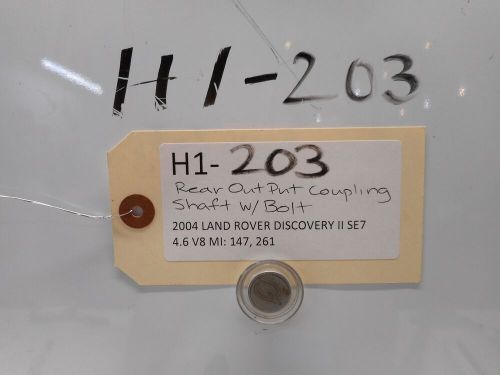 H1-203
H1-203
Rear OutPut Coupling
Shaft W/ Bolt
2004 LAND ROVER DISCOVERY II SE7
4.6 V8 MI: 147, 261